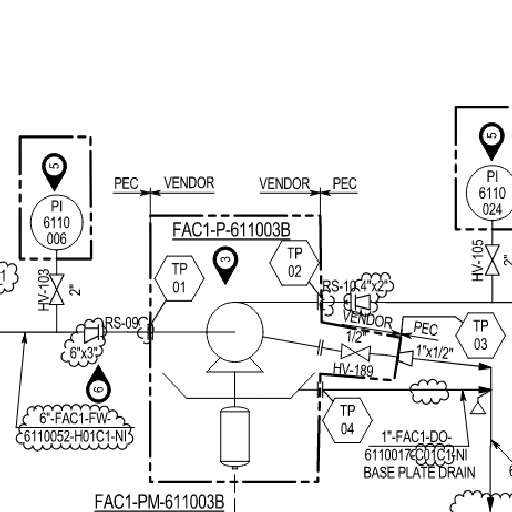 5
PI
6110
006
HV-103
2"
1
PEC
VENDOR
VENDOR
PEC
5
PI
6110
024
HV-105
2"
FAC1-P-611003B
TP
01
3
TP
02
RS-10
4"x2"
VENDOR
PEC
TP
03
RS-09
6"x3"
1/2"
HV-189
1"x1/2"
6
6"-FAC1-FW-
6110052-H01C1-NI
TP
04
1"-FAC1-DO-
6110017-C01C1-NI
BASE PLATE DRAIN
FAC1-PM-611003B